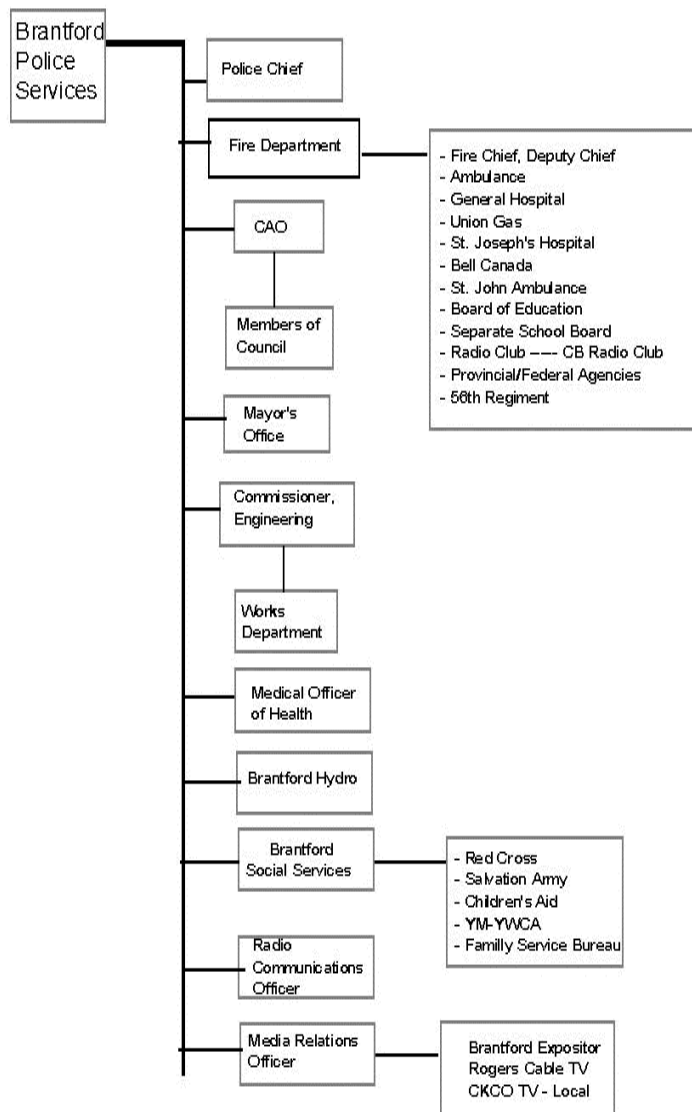 Brantford
Police
Services
Police Chief
Fire Department
- Fire Chief, Deputy Chief
- Ambulance
- General Hospital
- Union Gas
- St. Joseph's Hospital
- Bell Canada
- St. John Ambulance
- Board of Education
- Separate School Board
- Radio Club ---- CB Radio Club
- Provincial/Federal Agencies
- 56th Regiment
CAO
Members of
Council
Mayor's
Office
Commissioner,
Engineering
Works
Department
Medical Officer
of Health
Brantford Hydro
Brantford
Social Services
- Red Cross
- Salvation Army
- Children's Aid
- YM-YWCA
- Familly Service Bureau
Radio
Communications
Officer
Media Relations
Officer
Brantford Expositor
Rogers Cable TV
CKCO TV - Local